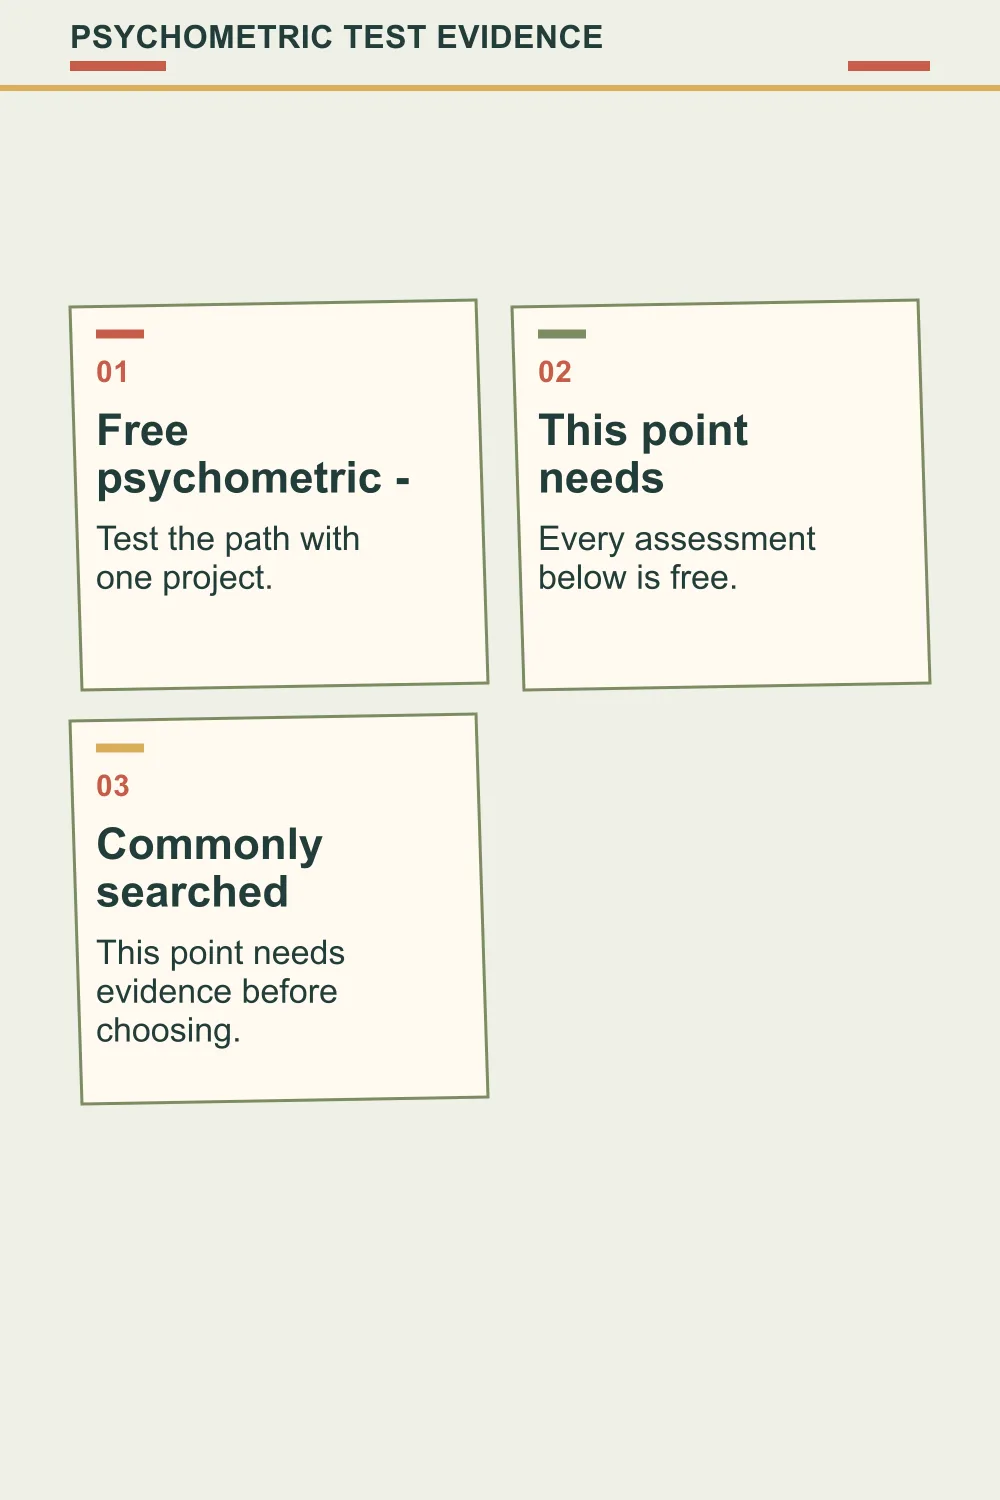 PSYCHOMETRIC TEST EVIDENCE
01
Free
psychometric -
Test the path with
one project.
02
This point
needs
Every assessment
below is free.
03
Commonly
searched
This point needs
evidence before
choosing.